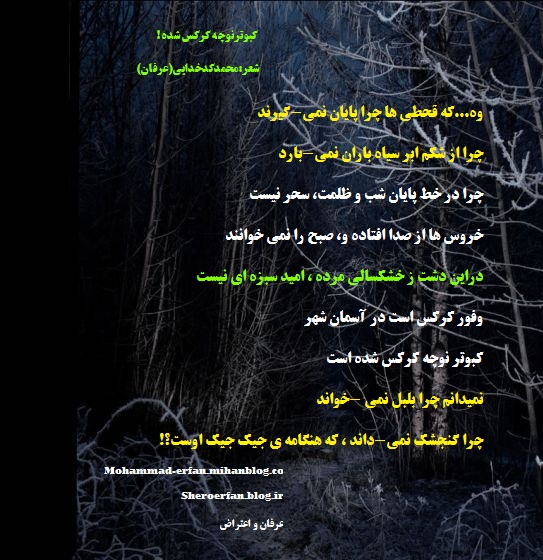 کبوترنوچه کرکس شده!
شعر:محمدکدخدایی(عرفان)
وه...که قحطی ها چرا پایان نمی-گیرند
چرا از شکم ابر سیاه باران نمی-بارد
چرا در خط پایان شب و ظلمت، سحر نیست
خروس ها از صدا افتاده و، صبح را نمی خوانند
دراین دشت ز خشکسالی مرده ، امید سبزه ای نیست
وفور کرکس است در آسمان شهر
کبوتر نوچه کرکس شده است
نمیدانم چرا بلبل نمی -خواند
چرا گنجشک نمی-داند ، که هنگامه ی جیک جیک اوست؟!
Mohammad-erfan.mihanblog.co
Sheroerfan.blog.ir
عرفان و اعتراض